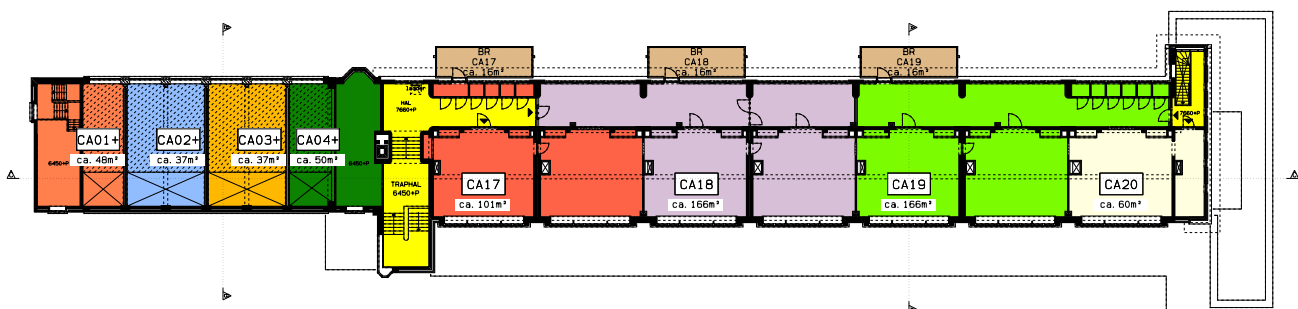 BR
CA17
ca. 16m²
BR
CA18
ca. 16m²
BR
CA19
ca. 16m²
leader
HAL
7660+P
7660+P
CA01+
ca. 48m²
6450+P
CA02+
ca. 37m²
CA03+
ca. 37m²
CA04+
ca. 50m²
6450+P
TRAPHAL
6450+P
CA17
ca. 101m²
CA18
ca. 166m²
CA19
ca. 166m²
CA20
ca. 60m²
A
A
A
A
A
A